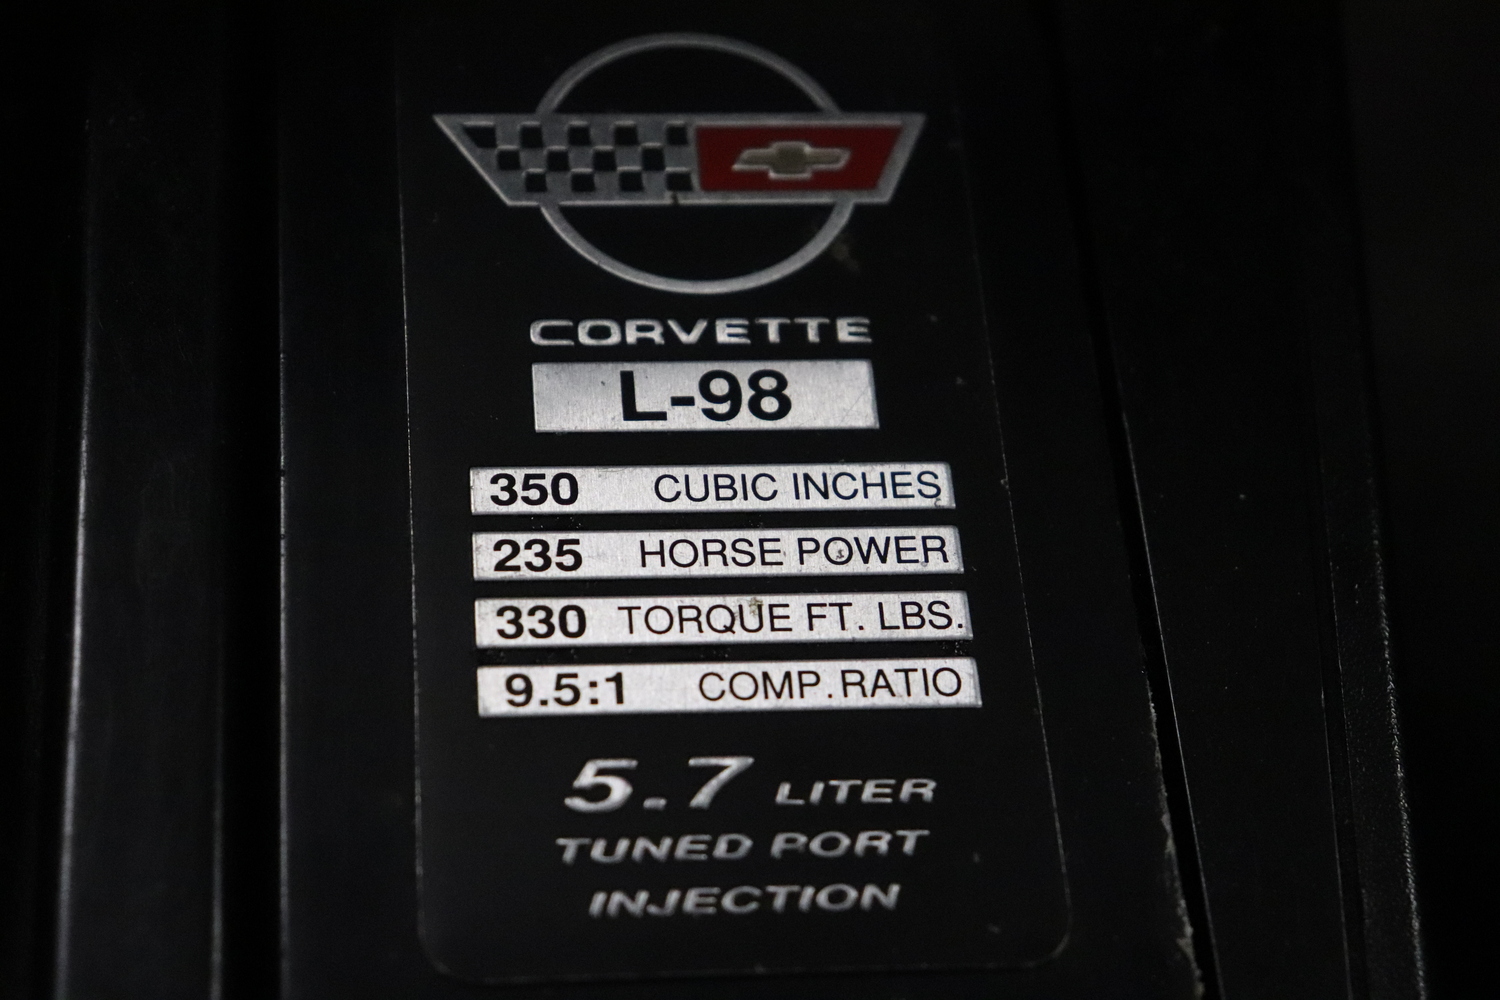 CORVETTE
L-98
350 CUBIC INCHES
235 HORSE POWER
330 TORQUE FT. LBS.
9.5:1 COMP. RATIO
5.7 LITER
TUNED PORT
INJECTION